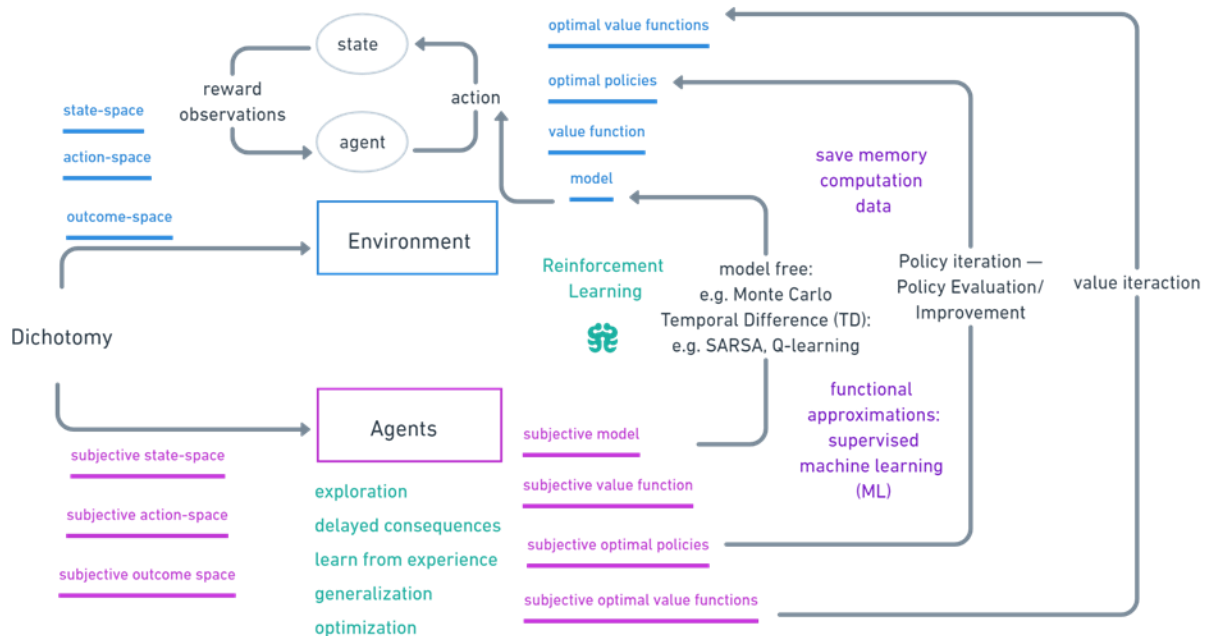 optimal value functions
state
optimal policies
reward
observations
action
state-space
agent
value function
action-space
save memory
computation
data
model
outcome-space
Environment
Reinforcement
Learning
model free:
e.g. Monte Carlo
Temporal Difference (TD):
e.g. SARSA, Q-learning
Policy iteration —
Policy Evaluation/
Improvement
value iteraction
Dichotomy
Agents
functional
approximations:
supervised
machine learning
(ML)
subjective model
subjective state-space
subjective value function
exploration
subjective action-space
delayed consequences
subjective optimal policies
learn from experience
subjective outcome space
generalization
subjective optimal value functions
optimization